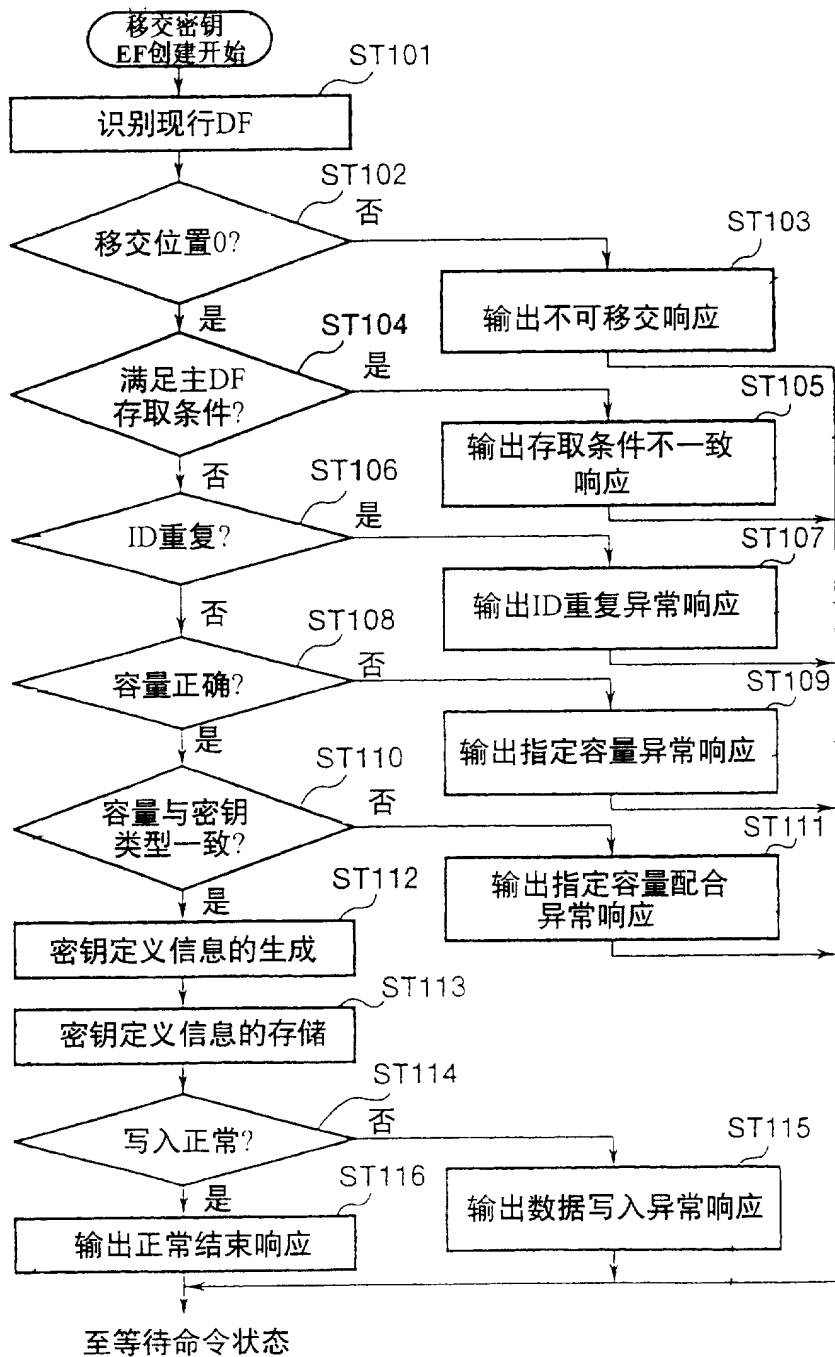 移交密钥
EF创建开始
ST101
识别现行DF
ST102
否
移交位置0?
ST103
输出不可移交响应
是
ST104
是
满足主DF
存取条件?
ST105
输出存取条件不一致
响应
否
ST106
是
ID重复?
ST107
输出ID重复异常响应
否
ST108
否
容量正确?
ST109
输出指定容量异常响应
是
ST110
否
容量与密钥
类型一致?
ST111
输出指定容量配合
异常响应
是
ST112
密钥定义信息的生成
ST113
密钥定义信息的存储
ST114
否
写入正常?
ST115
输出数据写入异常响应
是
ST116
输出正常结束响应
至等待命令状态